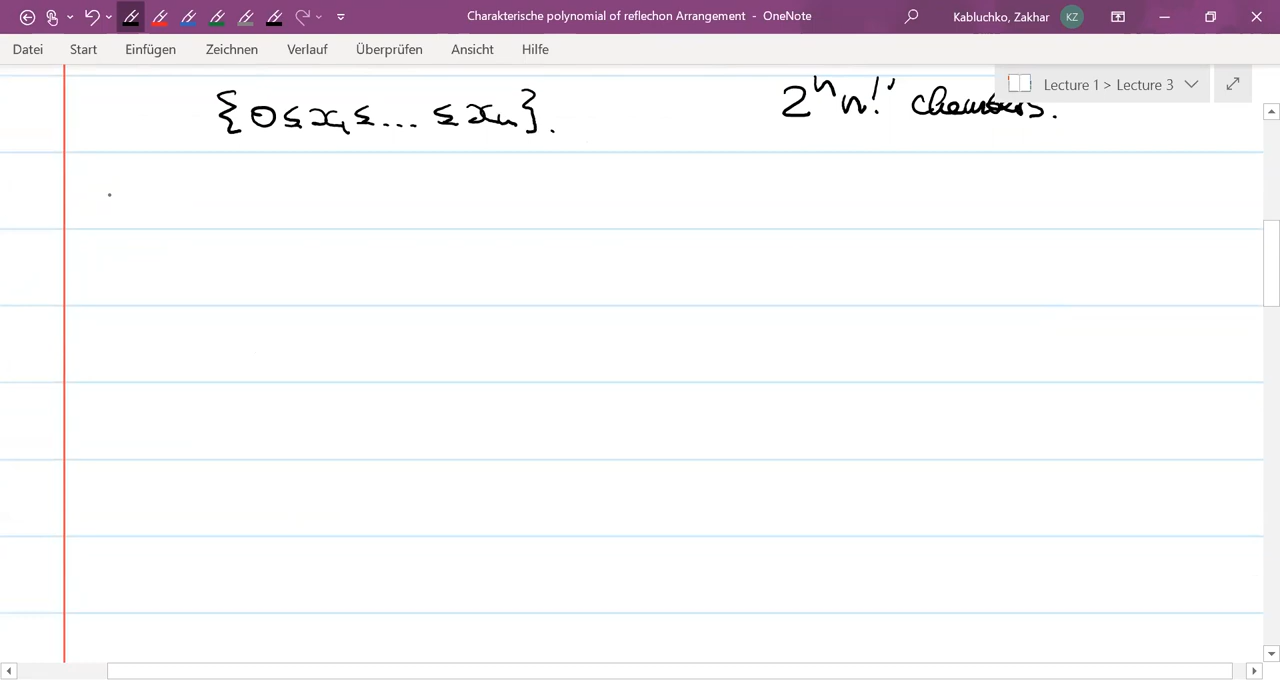 Charakterische polynomial of reflechon Arrangement - OneNote
Kabluchko, Zakhar KZ
Datei Start Einfügen Zeichnen Verlauf Überprüfen Ansicht Hilfe
Lecture 1 > Lecture 3
{0 ≤ x₁ ≤ ... ≤ xₙ}. 2ⁿ n! chambers.